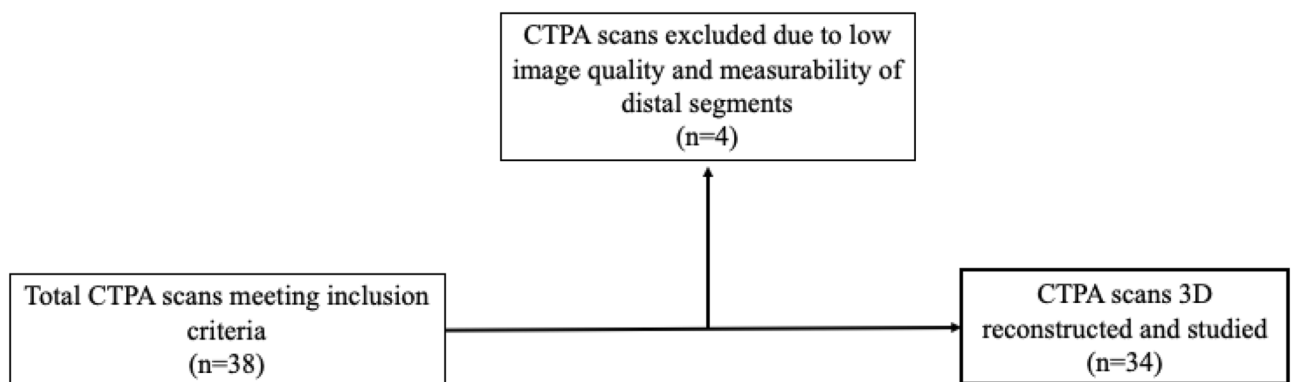 CTPA scans excluded due to low
image quality and measurability of
distal segments
(n=4)
Total CTPA scans meeting inclusion
criteria
(n=38)
CTPA scans 3D
reconstructed and studied
(n=34)